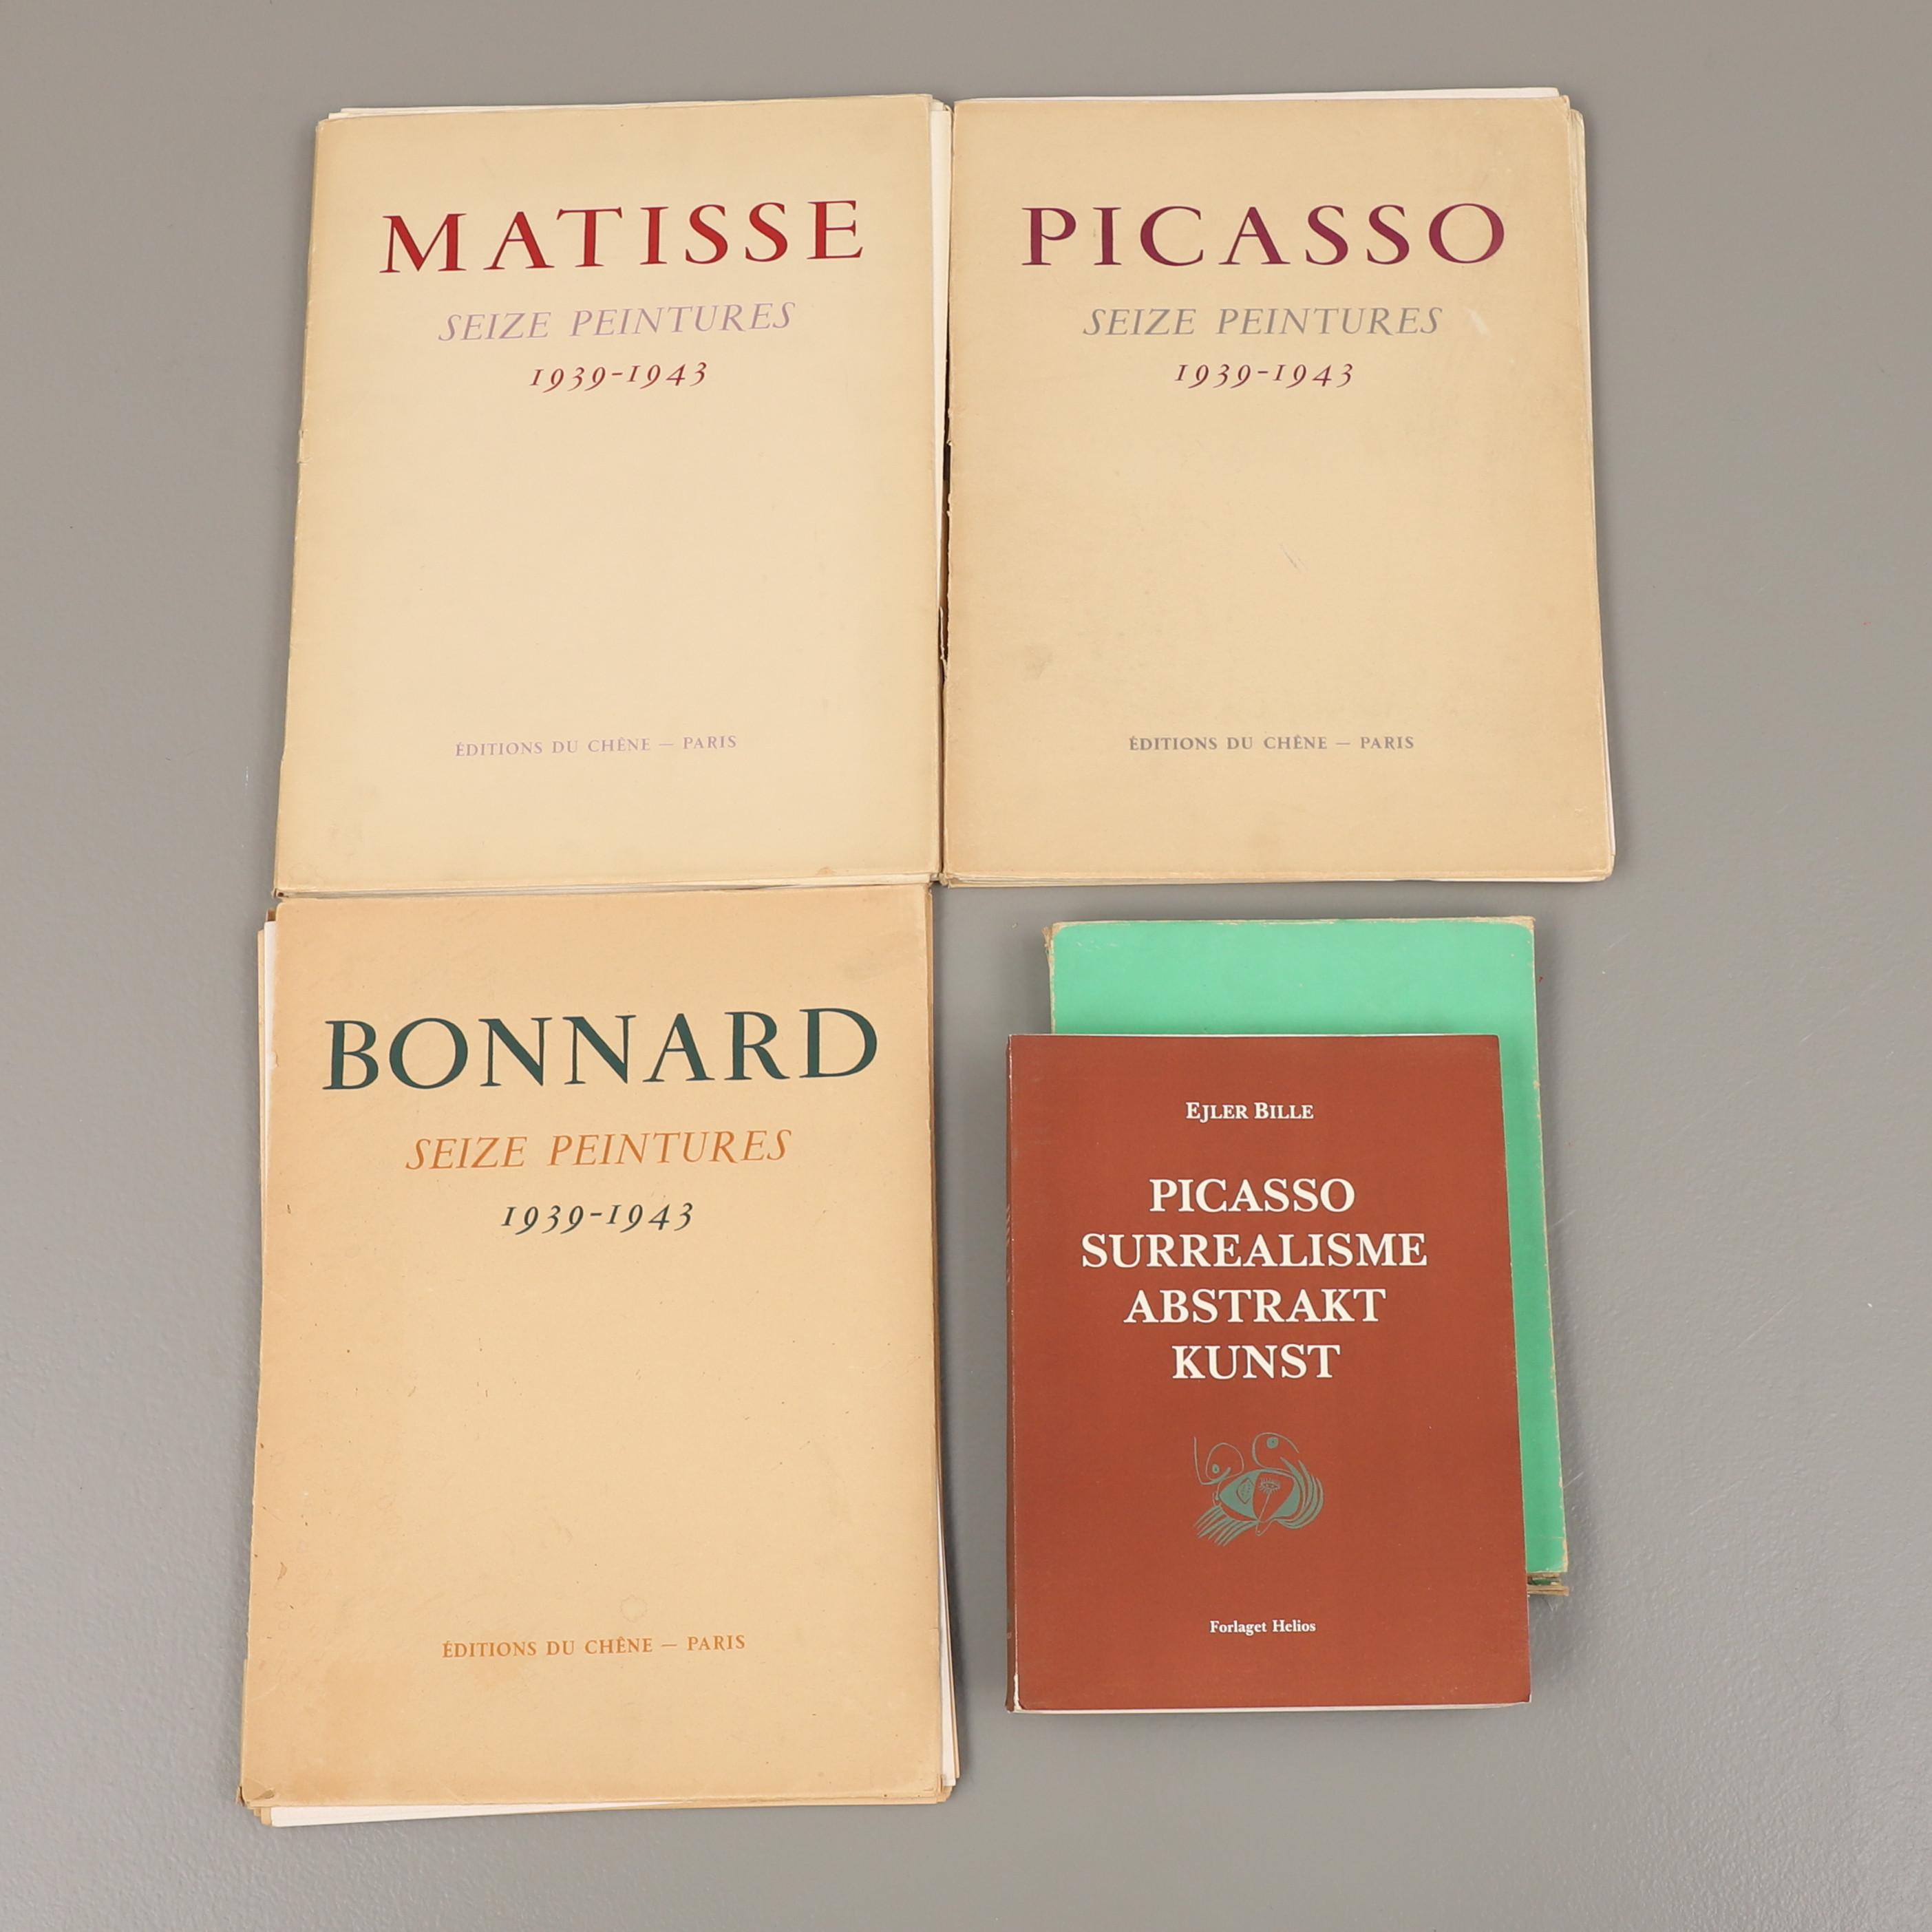 MATISSE
SEIZE PEINTURES
1939-1943
ÉDITIONS DU CHÊNE — PARIS
PICASSO
SEIZE PEINTURES
1939-1943
ÉDITIONS DU CHÊNE — PARIS
BONNARD
SEIZE PEINTURES
1939-1943
ÉDITIONS DU CHÊNE — PARIS
EJLER BILLE
PICASSO
SURREALISME
ABSTRAKT
KUNST
Forlaget Helios